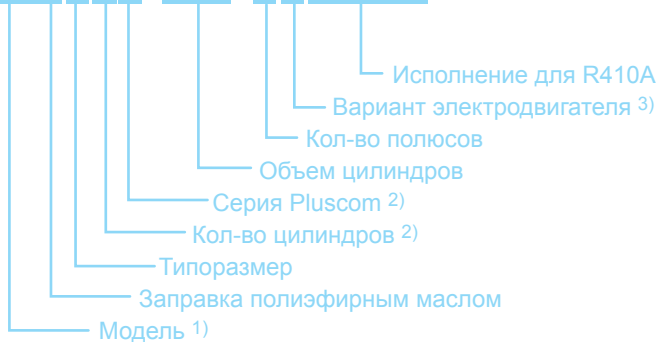 Исполнение для R410A
Вариант электродвигателя 3)
Кол-во полюсов
Объем цилиндров
Серия Pluscom 2)
Кол-во цилиндров 2)
Типоразмер
Заправка полиэфирным маслом
Модель 1)